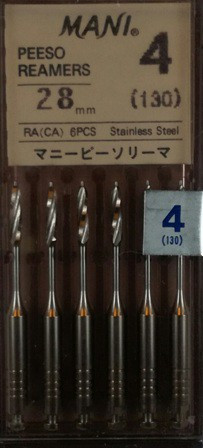 MANI®
PEESO
REAMERS
4
28mm
(130)
RA(CA) 6PCS Stainless Steel
マニーピーソリーマ
4
(130)